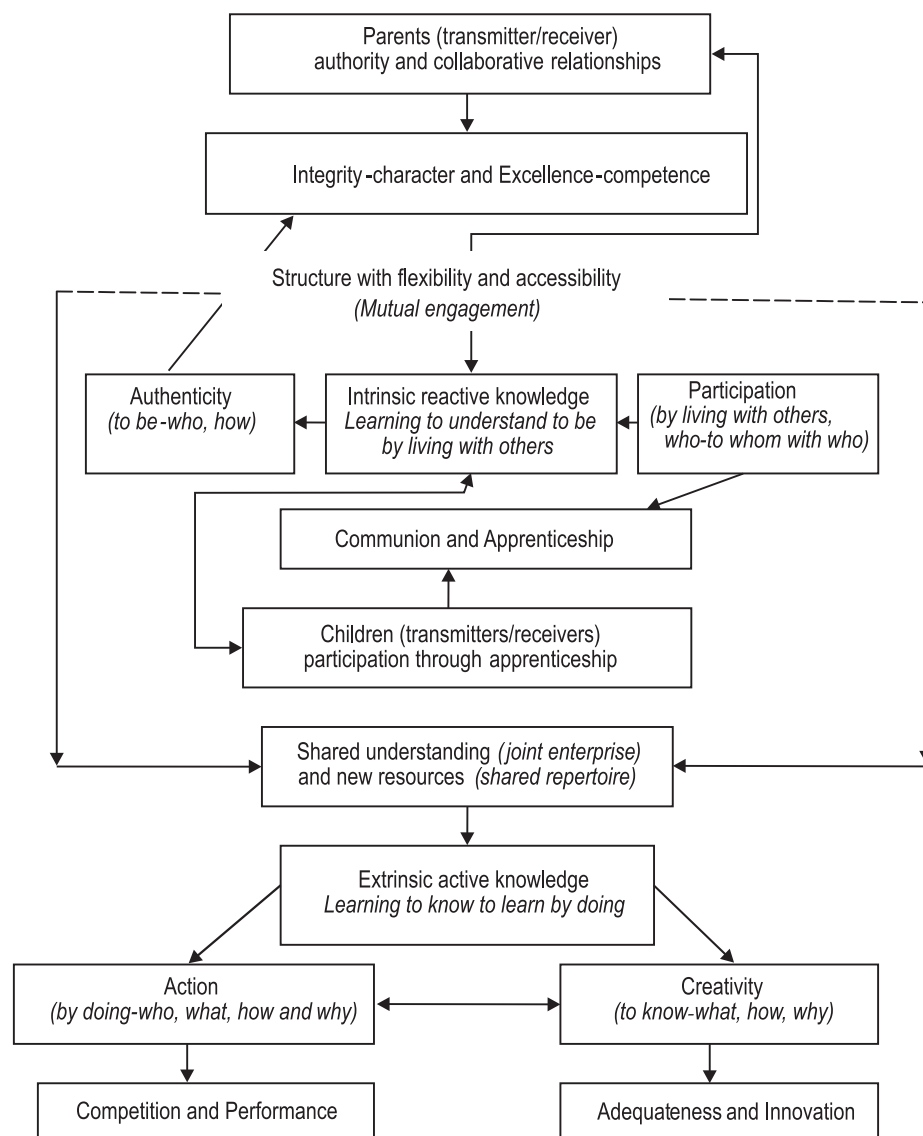 Parents (transmitter/receiver)
authority and collaborative relationships
Integrity-character and Excellence-competence
Structure with flexibility and accessibility
(Mutual engagement)
Authenticity
(to be-who, how)
Intrinsic reactive knowledge
Learning to understand to be
by living with others
Participation
(by living with others,
who-to whom with who)
Communion and Apprenticeship
Children (transmitters/receivers)
participation through apprenticeship
Shared understanding (joint enterprise)
and new resources (shared repertoire)
Extrinsic active knowledge
Learning to know to learn by doing
Action
(by doing-who, what, how and why)
Creativity
(to know-what, how, why)
Competition and Performance
Adequateness and Innovation